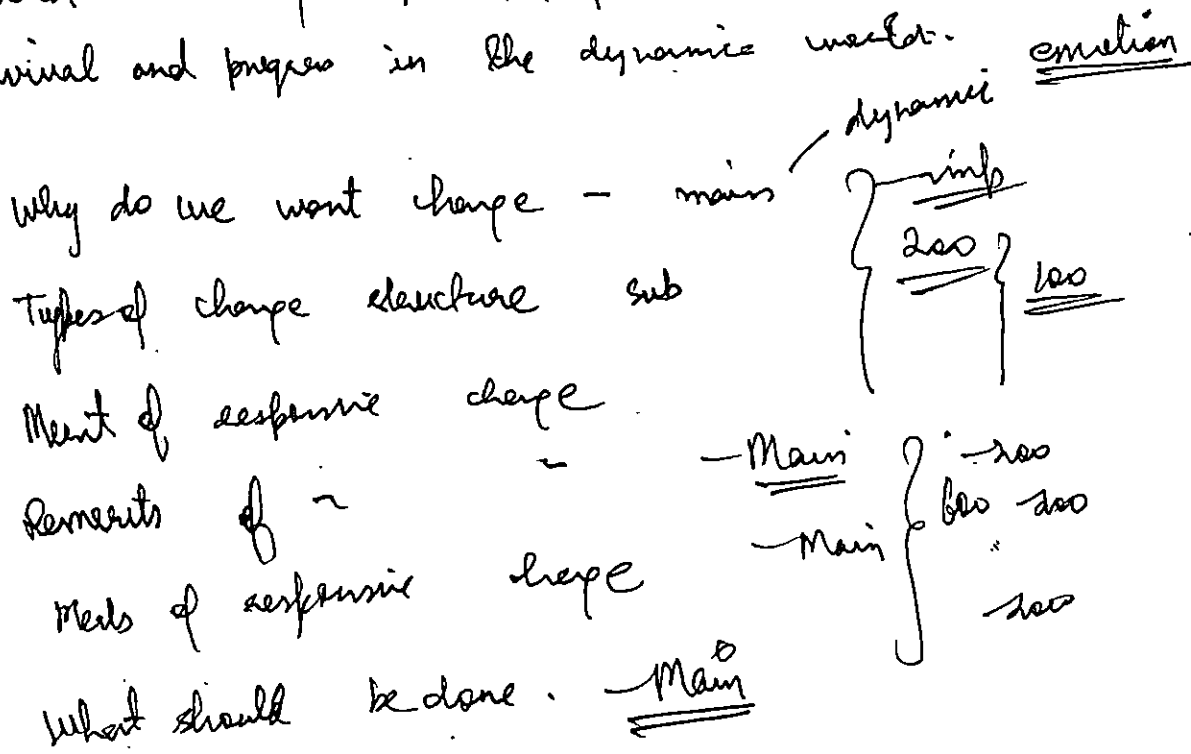 and progress in the dynamic world. emotion
dynamic
Why do we want change - main
imp
Types of change structure sub 200 100
Merit of responsive change
Demerits of ~ ~ - Main - 200
600 - 200
- Main
Merits of responsive change - 200
What should be done. - Main